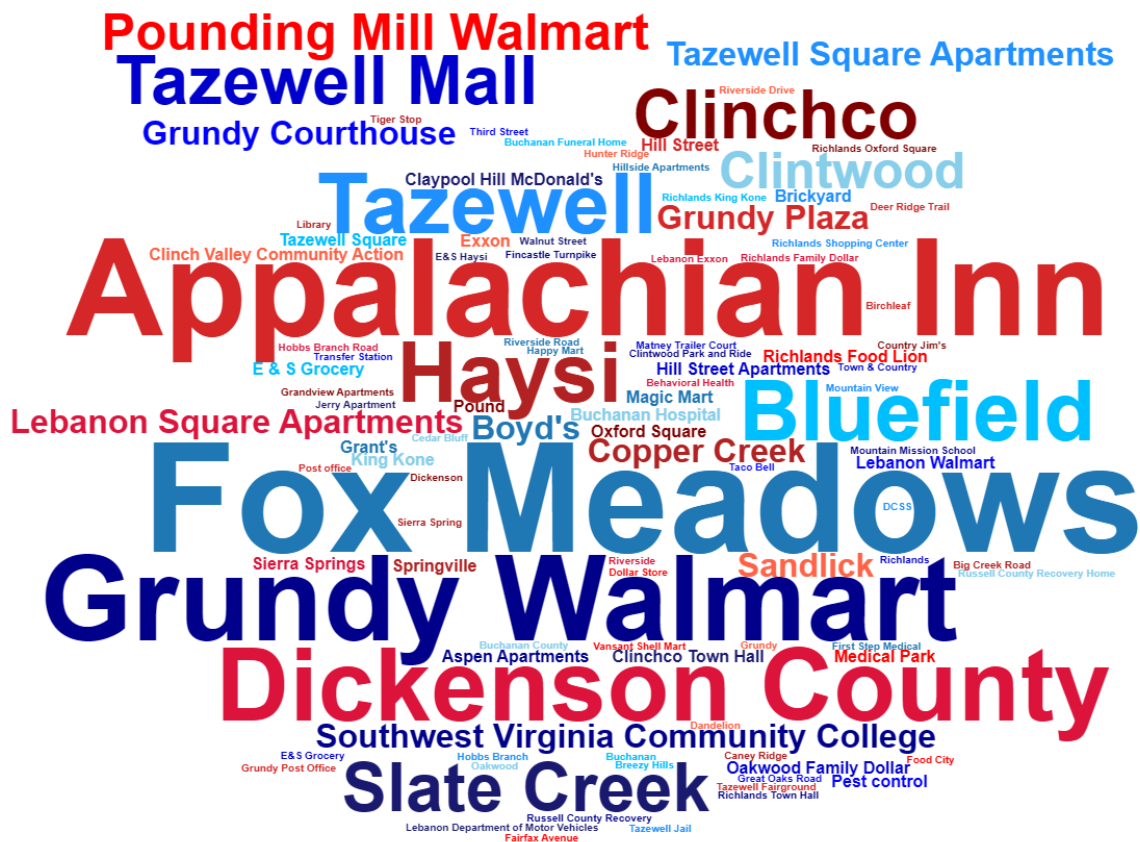 Pounding Mill Walmart
Tazewell Square Apartments
Tazewell Mall
Riverside Drive
Clinchco
Tiger Stop
Grundy Courthouse
Third Street
Buchanan Funeral Home
Hill Street
Richlands Oxford Square
Hunter Ridge
Hillside Apartments
Clintwood
Claypool Hill McDonald's
Tazewell
Richlands King Kone
Brickyard
Deer Ridge Trail
Grundy Plaza
Library
Tazewell Square
Exxon
Walnut Street
Richlands Shopping Center
Clinch Valley Community Action
E&S Haysi
Fincastle Turnpike
Lebanon Exxon
Richlands Family Dollar
Appalachian Inn
Birchleaf
Hobbs Branch Road
Riverside Road
Matney Trailer Court
Country Jim's
Transfer Station
Happy Mart
Clintwood Park and Ride
Richlands Food Lion
E & S Grocery
Haysi
Hill Street Apartments
Town & Country
Grandview Apartments
Behavioral Health
Mountain View
Jerry Apartment
Pound
Magic Mart
Bluefield
Lebanon Square Apartments
Buchanan Hospital
Boyd's
Oxford Square
Cedar Bluff
Grant's
Copper Creek
Mountain Mission School
King Kone
Lebanon Walmart
Post office
Taco Bell
Dickenson
Fox Meadows
DCSS
Sierra Spring
Sierra Springs
Springville
Riverside
Sandlick
Richlands
Big Creek Road
Dollar Store
Russell County Recovery Home
Grundy Walmart
Buchanan County
Vansant Shell Mart
Grundy
First Step Medical
Aspen Apartments
Clinchco Town Hall
Medical Park
Dickenson County
Dandelion
Southwest Virginia Community College
E&S Grocery
Hobbs Branch
Buchanan
Caney Ridge
Food City
Grundy Post Office
Oakwood
Breezy Hills
Oakwood Family Dollar
Great Oaks Road
Pest control
Slate Creek
Tazewell Fairground
Richlands Town Hall
Russell County Recovery
Lebanon Department of Motor Vehicles
Tazewell Jail
Fairfax Avenue